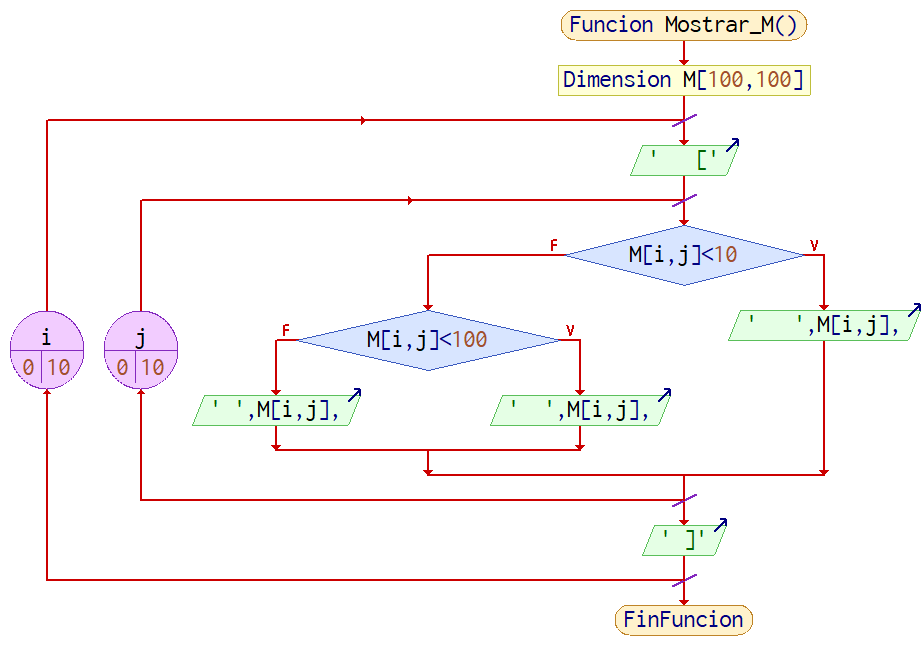 Funcion Mostrar_M()
Dimension M[100,100]
'   ['
M[i,j]<10
F
V
'   ',M[i,j],
M[i,j]<100
F
V
' ',M[i,j],
'  ',M[i,j],
i
0 10
j
0 10
' ]'
FinFuncion